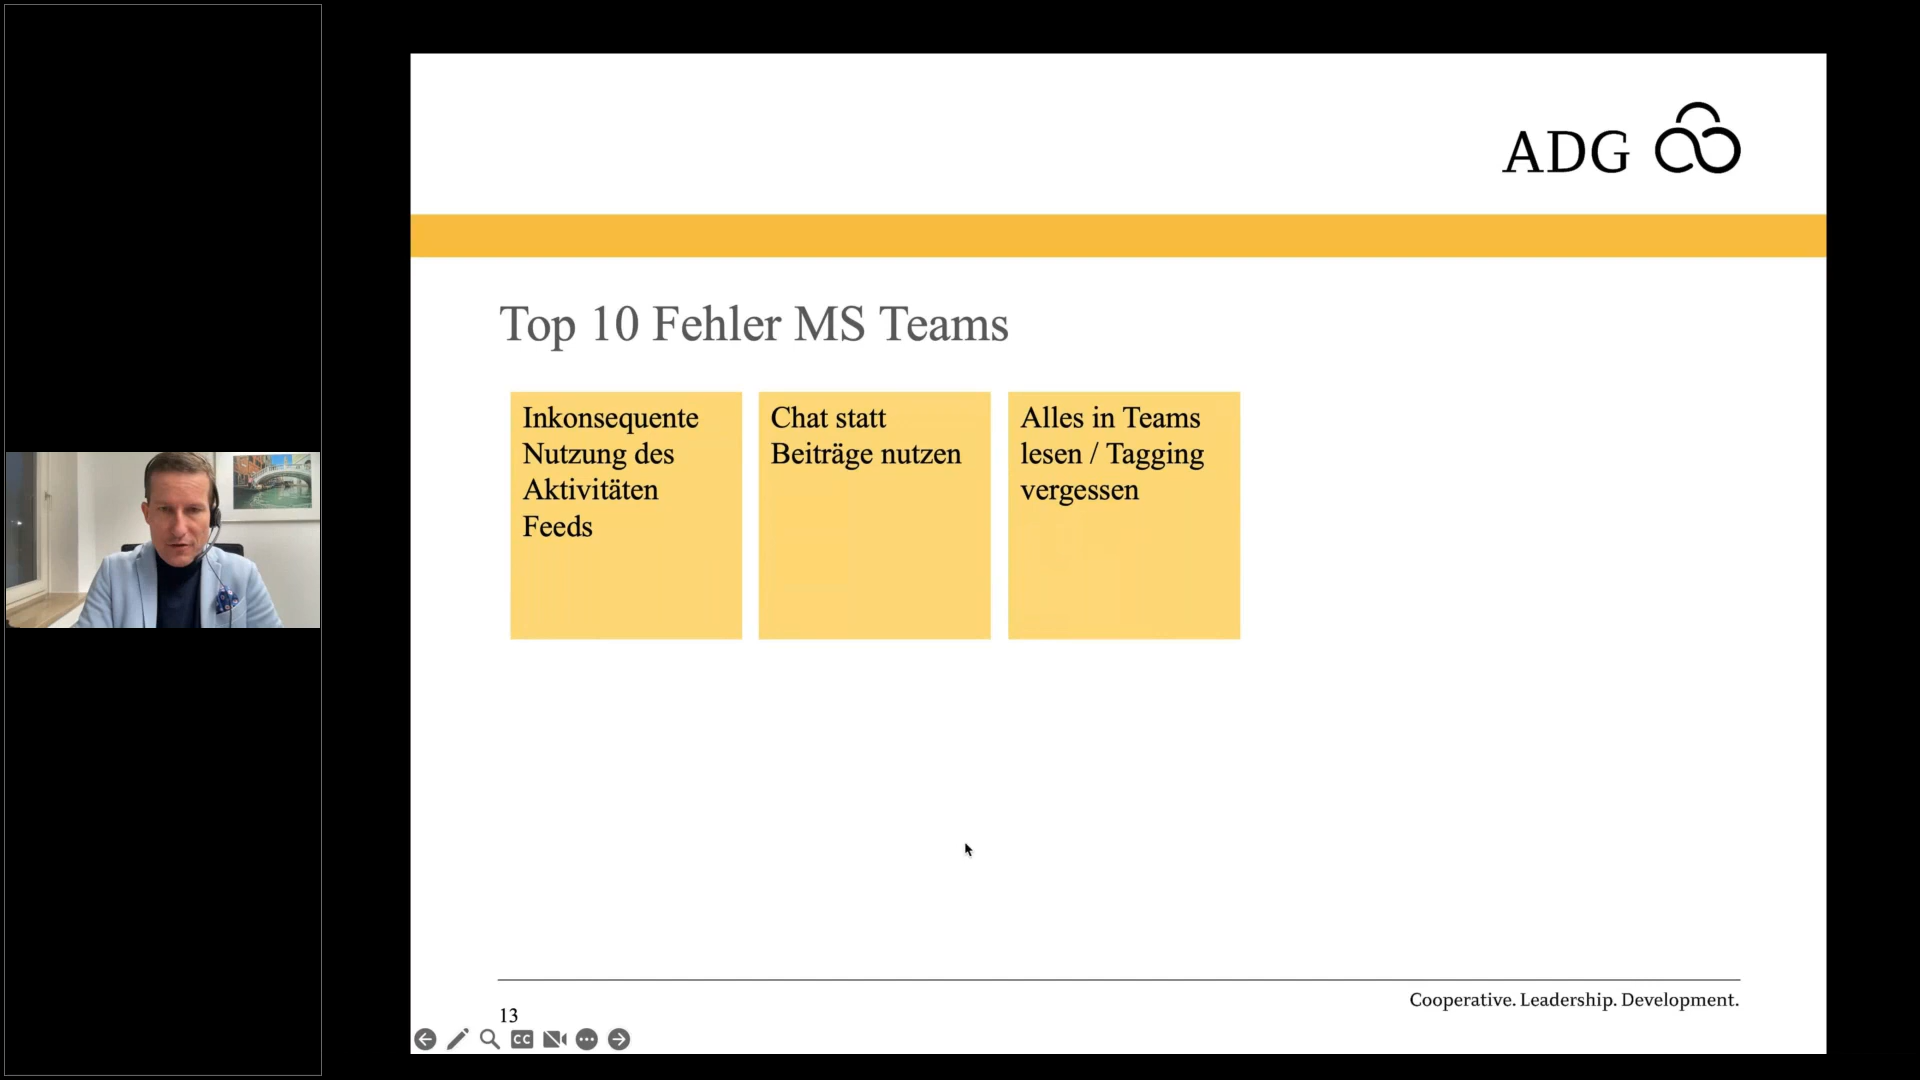 ADG
Top 10 Fehler MS Teams
Inkonsequente
Nutzung des
Aktivitäten
Feeds
Chat statt
Beiträge nutzen
Alles in Teams
lesen / Tagging
vergessen
Cooperative. Leadership. Development.
13
CC